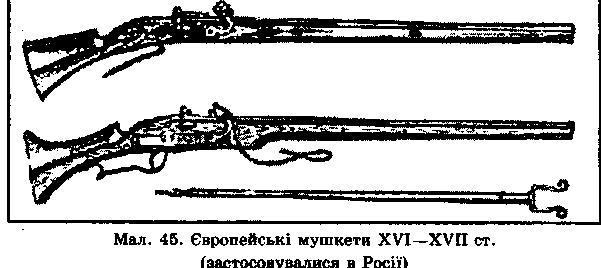 Мал. 45. Європейські мушкети XVI—XVII ст.
(застосовувалися в Росії)